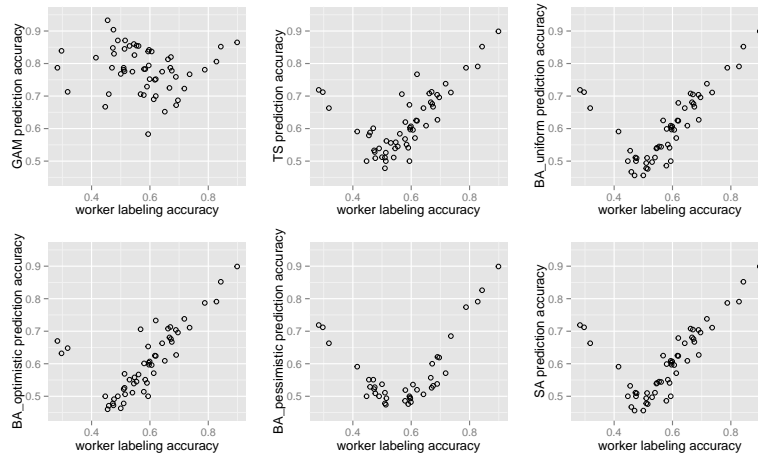 GAM prediction accuracy
0.9
0.8
0.7
0.6
0.5
0.4 0.6 0.8
worker labeling accuracy
TS prediction accuracy
0.9
0.8
0.7
0.6
0.5
0.4 0.6 0.8
worker labeling accuracy
BA_uniform prediction accuracy
0.9
0.8
0.7
0.6
0.5
0.4 0.6 0.8
worker labeling accuracy
BA_optimistic prediction accuracy
0.9
0.8
0.7
0.6
0.5
0.4 0.6 0.8
worker labeling accuracy
BA_pessimistic prediction accuracy
0.9
0.8
0.7
0.6
0.5
0.4 0.6 0.8
worker labeling accuracy
SA prediction accuracy
0.9
0.8
0.7
0.6
0.5
0.4 0.6 0.8
worker labeling accuracy